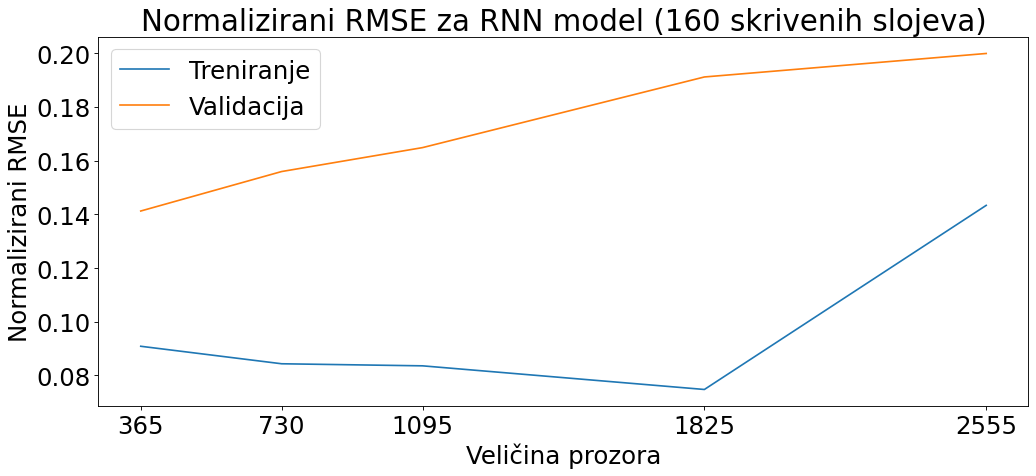 Normalizirani RMSE za RNN model (160 skrivenih slojeva)
Treniranje
Validacija
Normalizirani RMSE
0.20
0.18
0.16
0.14
0.12
0.10
0.08
365 730 1095 1825 2555
Veličina prozora